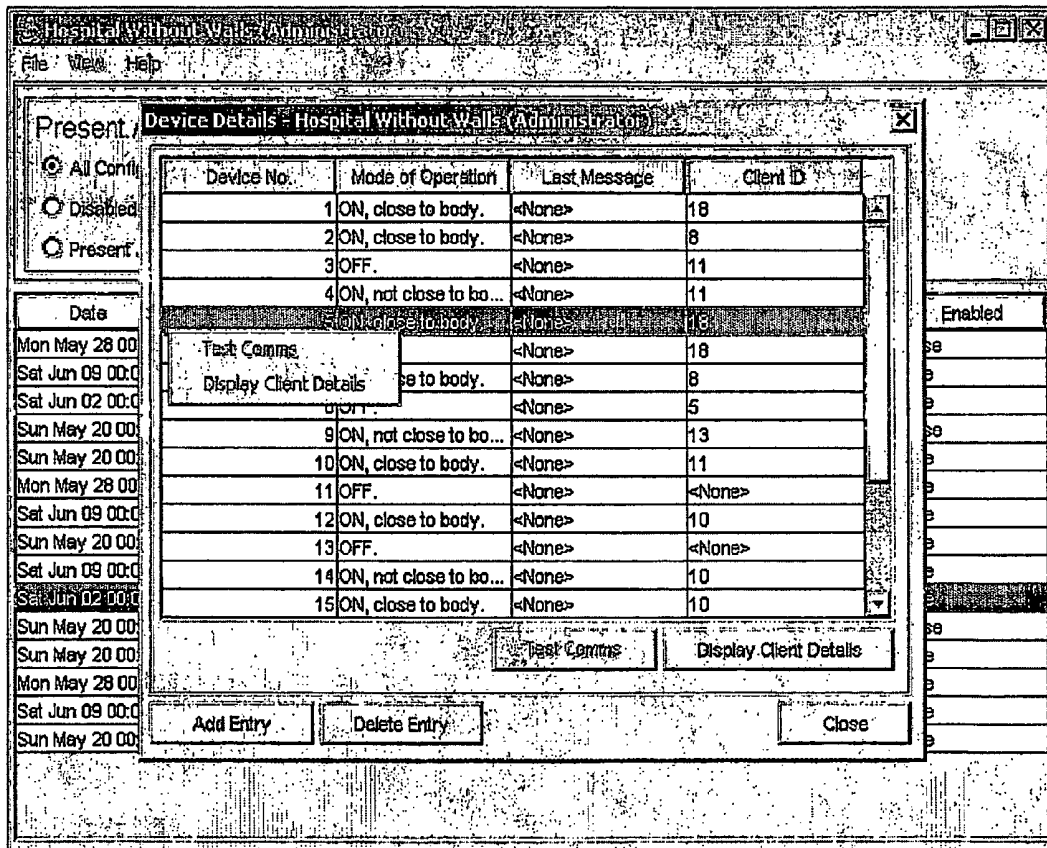 Hospital Without Walls (Administrator)
File View Help
Present
All Confi
Disabled
Present
Device Details - Hospital Without Walls (Administrator)
Device No. Mode of Operation Last Message Client ID
1 ON, close to body. <None> 18
2 ON, close to body. <None> 8
3 OFF. <None> 11
4 ON, not close to bo... <None> 11
5 ON, close to body. <None> 18
<None> 18
se to body. <None> 8
OFF. <None> 5
9 ON, not close to bo... <None> 13
10 ON, close to body. <None> 11
11 OFF. <None> <None>
12 ON, close to body. <None> 10
13 OFF. <None> <None>
14 ON, not close to bo... <None> 10
15 ON, close to body. <None> 10
Test Comms
Display Client Details
Test Comms Display Client Details
Add Entry Delete Entry Close
Date Enabled
Mon May 28 00 se
Sat Jun 09 00:0 e
Sat Jun 02 00:0 e
Sun May 20 00: se
Sun May 20 00: e
Mon May 28 00 e
Sat Jun 09 00:0 e
Sun May 20 00: e
Sat Jun 09 00:0 e
Sat Jun 02 00:0
Sun May 20 00: se
Sun May 20 00: e
Mon May 28 00 e
Sat Jun 09 00:0 e
Sun May 20 00: e